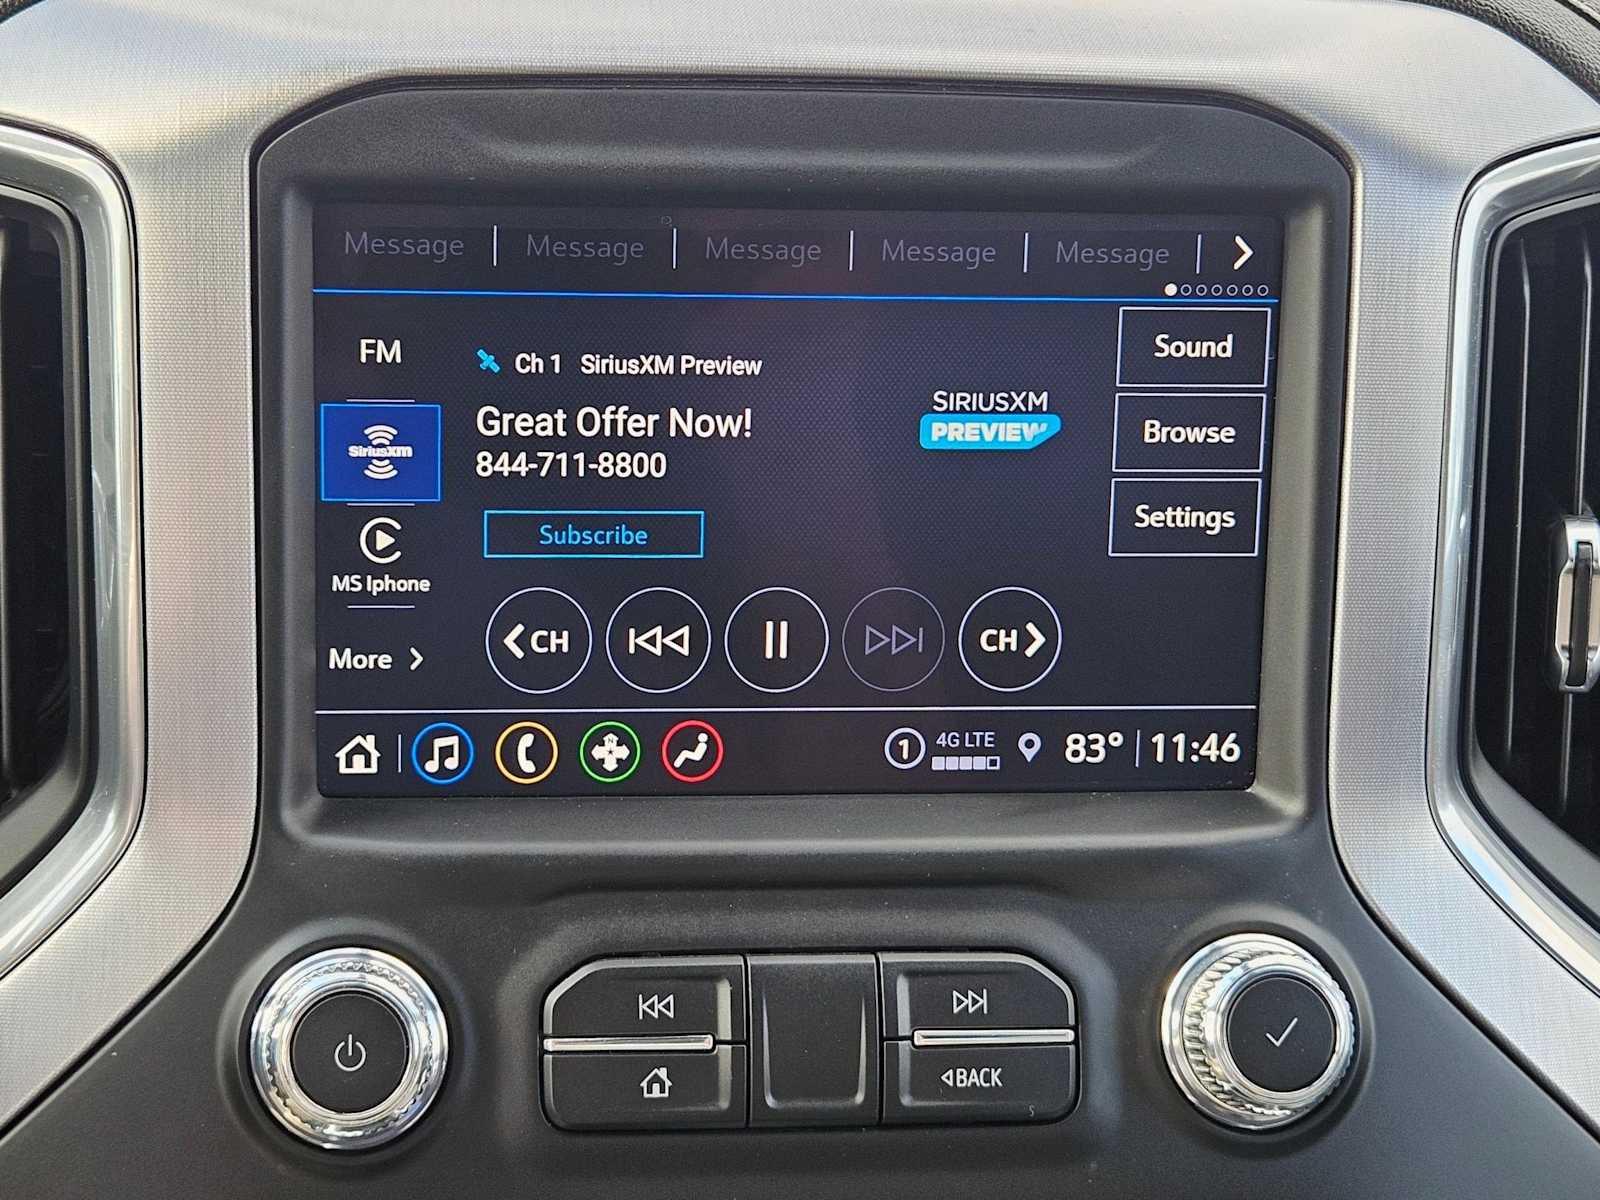 Message Message Message Message Message
FM
Ch 1 SiriusXM Preview
Great Offer Now!
844-711-8800
Subscribe
SIRIUSXM
PREVIEW
Sound
Browse
Settings
SiriusXM
MS Iphone
More
CH
CH
N
1 4G LTE 83° 11:46
BACK